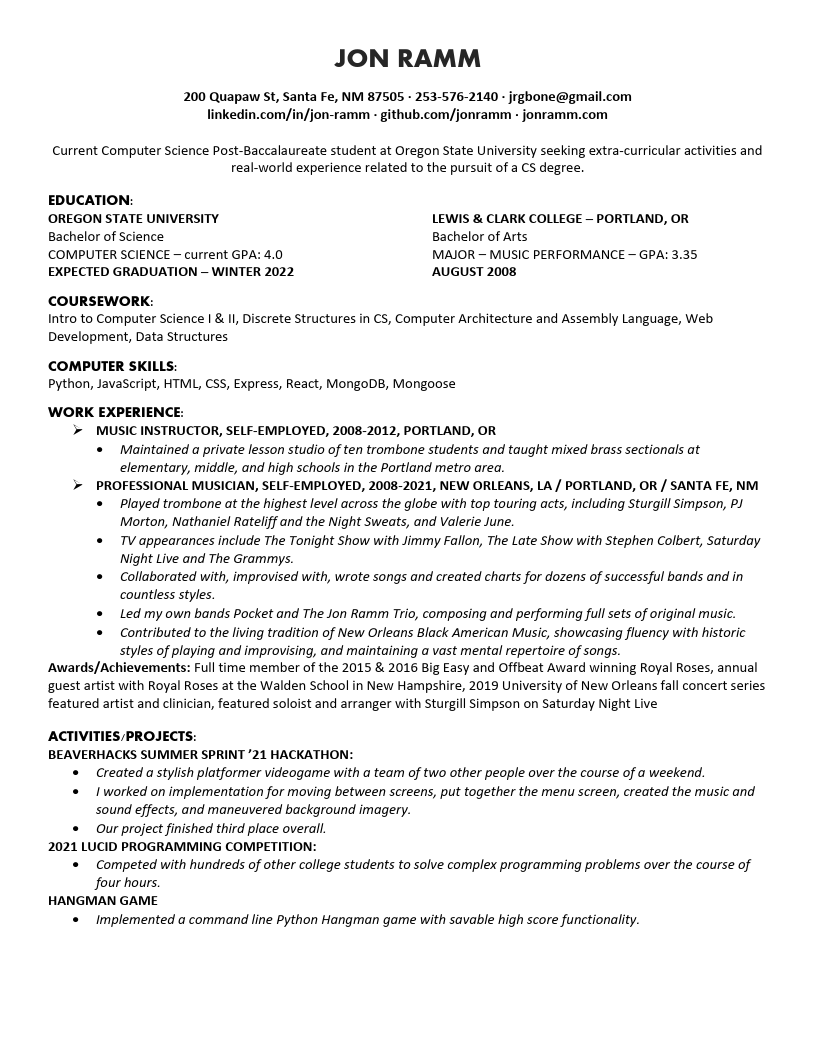 JON RAMM
200 Quapaw St, Santa Fe, NM 87505 · 253-576-2140 · jrgbone@gmail.com
linkedin.com/in/jon-ramm · github.com/jonramm · jonramm.com
Current Computer Science Post-Baccalaureate student at Oregon State University seeking extra-curricular activities and
real-world experience related to the pursuit of a CS degree.
EDUCATION:
OREGON STATE UNIVERSITY
Bachelor of Science
COMPUTER SCIENCE – current GPA: 4.0
EXPECTED GRADUATION – WINTER 2022
LEWIS & CLARK COLLEGE – PORTLAND, OR
Bachelor of Arts
MAJOR – MUSIC PERFORMANCE – GPA: 3.35
AUGUST 2008
COURSEWORK:
Intro to Computer Science I & II, Discrete Structures in CS, Computer Architecture and Assembly Language, Web
Development, Data Structures
COMPUTER SKILLS:
Python, JavaScript, HTML, CSS, Express, React, MongoDB, Mongoose
WORK EXPERIENCE:
➢ MUSIC INSTRUCTOR, SELF-EMPLOYED, 2008-2012, PORTLAND, OR
• Maintained a private lesson studio of ten trombone students and taught mixed brass sectionals at
elementary, middle, and high schools in the Portland metro area.
➢ PROFESSIONAL MUSICIAN, SELF-EMPLOYED, 2008-2021, NEW ORLEANS, LA / PORTLAND, OR / SANTA FE, NM
• Played trombone at the highest level across the globe with top touring acts, including Sturgill Simpson, PJ
Morton, Nathaniel Rateliff and the Night Sweats, and Valerie June.
• TV appearances include The Tonight Show with Jimmy Fallon, The Late Show with Stephen Colbert, Saturday
Night Live and The Grammys.
• Collaborated with, improvised with, wrote songs and created charts for dozens of successful bands and in
countless styles.
• Led my own bands Pocket and The Jon Ramm Trio, composing and performing full sets of original music.
• Contributed to the living tradition of New Orleans Black American Music, showcasing fluency with historic
styles of playing and improvising, and maintaining a vast mental repertoire of songs.
Awards/Achievements: Full time member of the 2015 & 2016 Big Easy and Offbeat Award winning Royal Roses, annual
guest artist with Royal Roses at the Walden School in New Hampshire, 2019 University of New Orleans fall concert series
featured artist and clinician, featured soloist and arranger with Sturgill Simpson on Saturday Night Live
ACTIVITIES/PROJECTS:
BEAVERHACKS SUMMER SPRINT ’21 HACKATHON:
• Created a stylish platformer videogame with a team of two other people over the course of a weekend.
• I worked on implementation for moving between screens, put together the menu screen, created the music and
sound effects, and maneuvered background imagery.
• Our project finished third place overall.
2021 LUCID PROGRAMMING COMPETITION:
• Competed with hundreds of other college students to solve complex programming problems over the course of
four hours.
HANGMAN GAME
• Implemented a command line Python Hangman game with savable high score functionality.